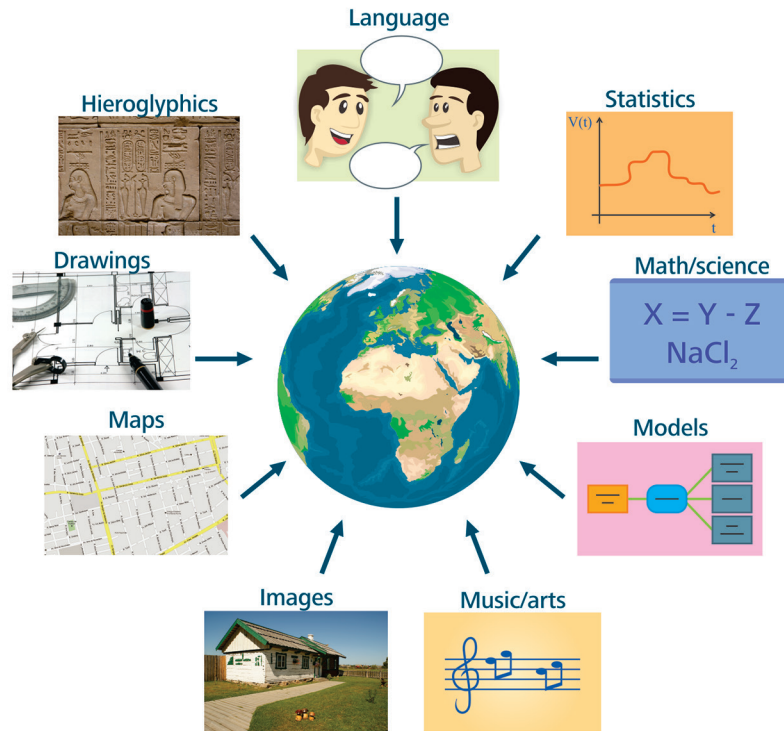 Language
Hieroglyphics
Statistics
V(t)
t
Drawings
Math/science
X = Y - Z
NaCl₂
Maps
Models
Images
Music/arts